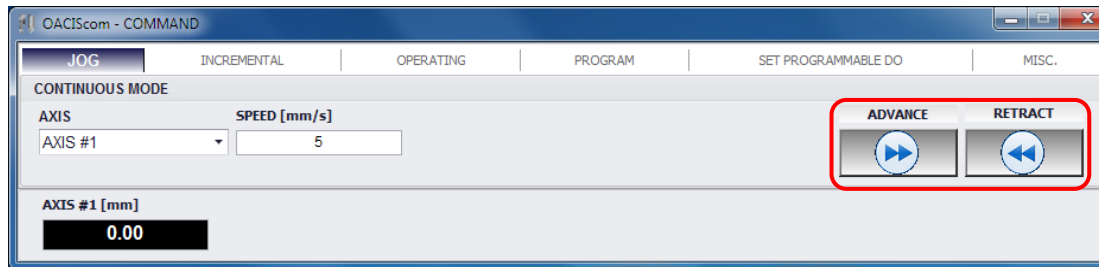 OACIScom - COMMAND
JOG INCREMENTAL OPERATING PROGRAM SET PROGRAMMABLE DO MISC.
CONTINUOUS MODE
AXIS SPEED [mm/s] ADVANCE RETRACT
AXIS #1 5
AXIS #1 [mm]
0.00